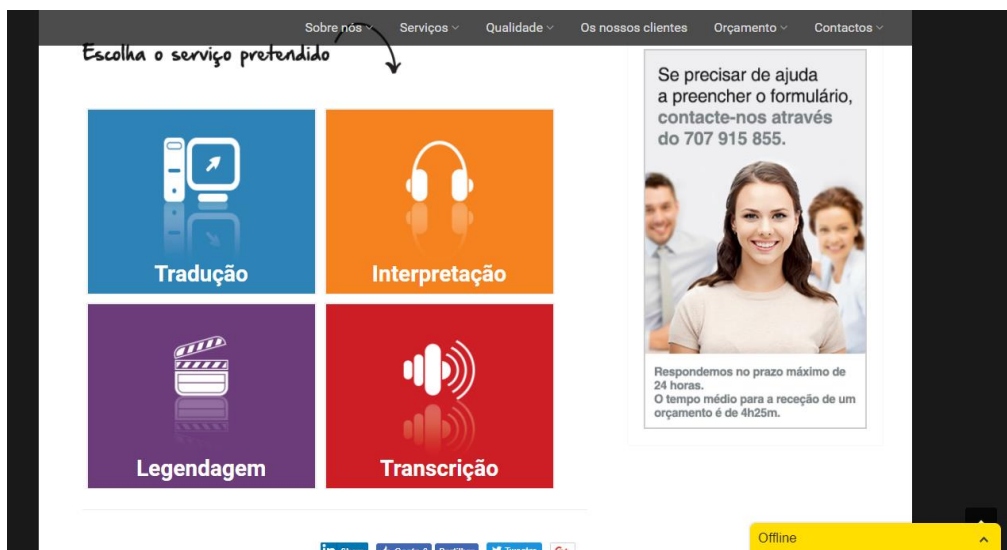 Sobre nós Serviços Qualidade Os nossos clientes Orçamento Contactos
Escolha o serviço pretendido
Tradução
Interpretação
Legendagem
Transcrição
Se precisar de ajuda
a preencher o formulário,
contacte-nos através
do 707 915 855.
Respondemos no prazo máximo de
24 horas.
O tempo médio para a receção de um
orçamento é de 4h25m.
Offline